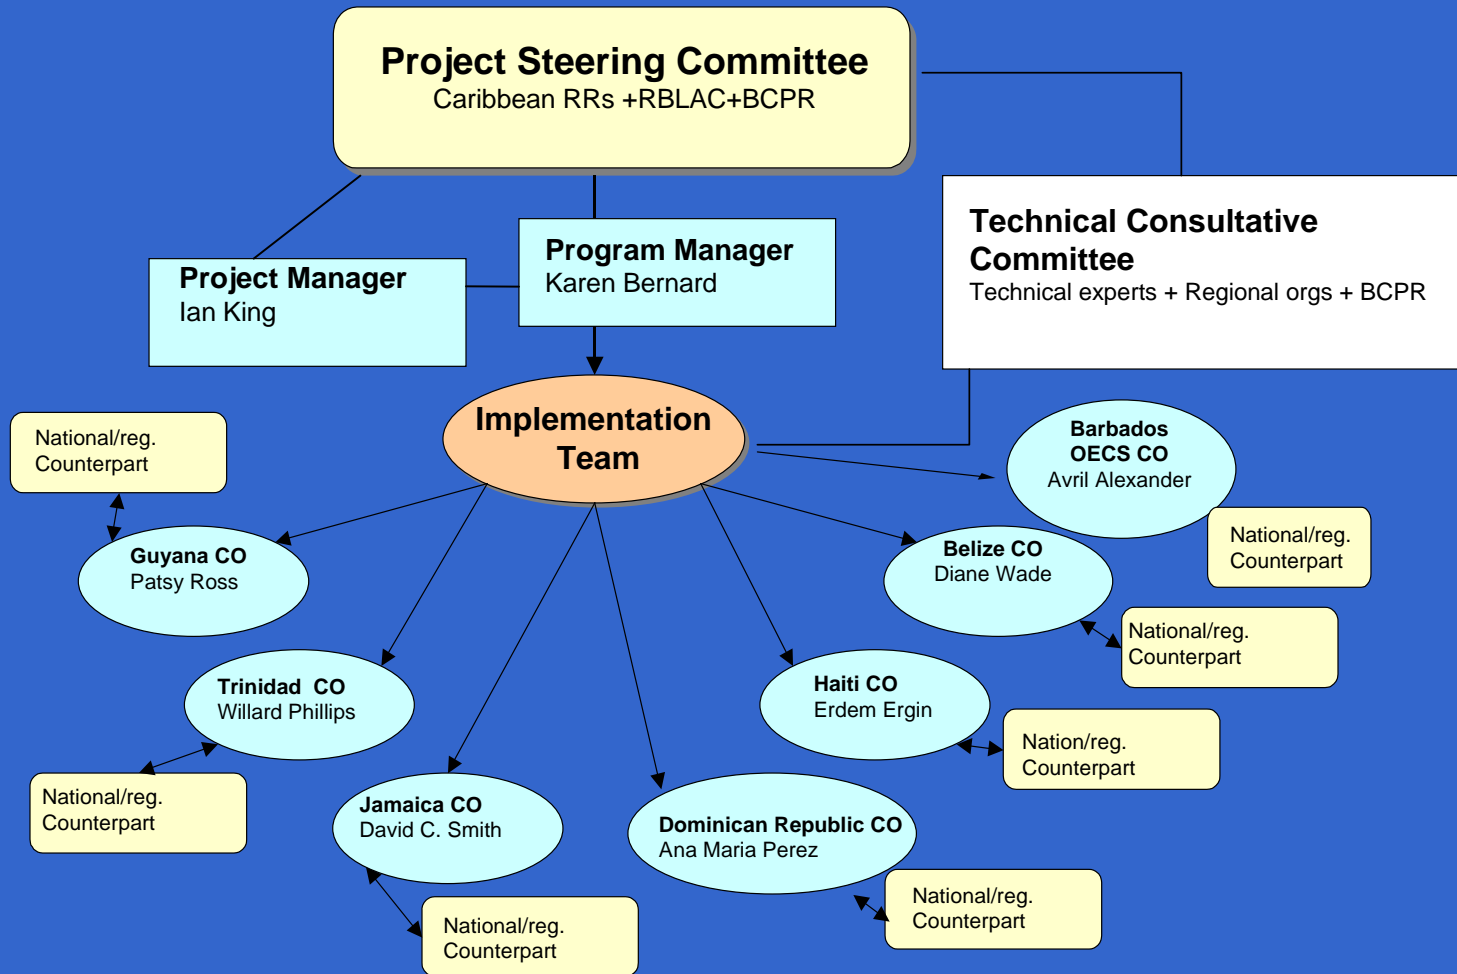 Project Steering Committee
Caribbean RRs +RBLAC+BCPR
Project Manager
Ian King
Program Manager
Karen Bernard
Technical Consultative
Committee
Technical experts + Regional orgs + BCPR
Implementation
Team
National/reg.
Counterpart
Guyana CO
Patsy Ross
Trinidad CO
Willard Phillips
National/reg.
Counterpart
Jamaica CO
David C. Smith
National/reg.
Counterpart
Dominican Republic CO
Ana Maria Perez
National/reg.
Counterpart
Haiti CO
Erdem Ergin
Nation/reg.
Counterpart
Belize CO
Diane Wade
National/reg.
Counterpart
Barbados
OECS CO
Avril Alexander
National/reg.
Counterpart